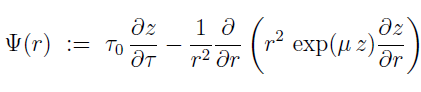 Ψ(r) := τ₀ ∂z/∂τ − 1/r² ∂/∂r (r² exp(μ z) ∂z/∂r)